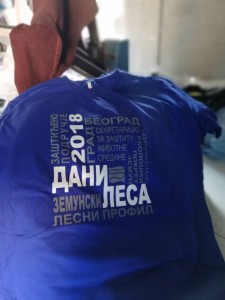 ЗАШТИЋЕНО
ПОДРУЧЈЕ
2018
ГРАД
БЕОГРАД
СЕКРЕТАРИЈАТ
ЗА ЗАШТИТУ
ЖИВОТНЕ
СРЕДИНЕ
ДАНИ
ЛЕСА
ЗЕМУНСКИ
ЛЕСНИ ПРОФИЛ